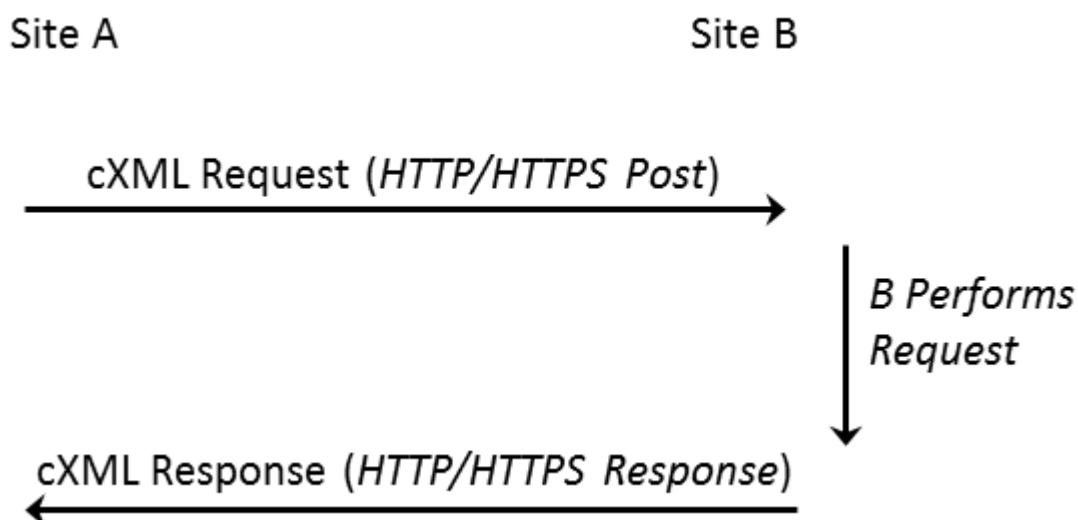 Site A
Site B
cXML Request (HTTP/HTTPS Post)
B Performs
Request
cXML Response (HTTP/HTTPS Response)